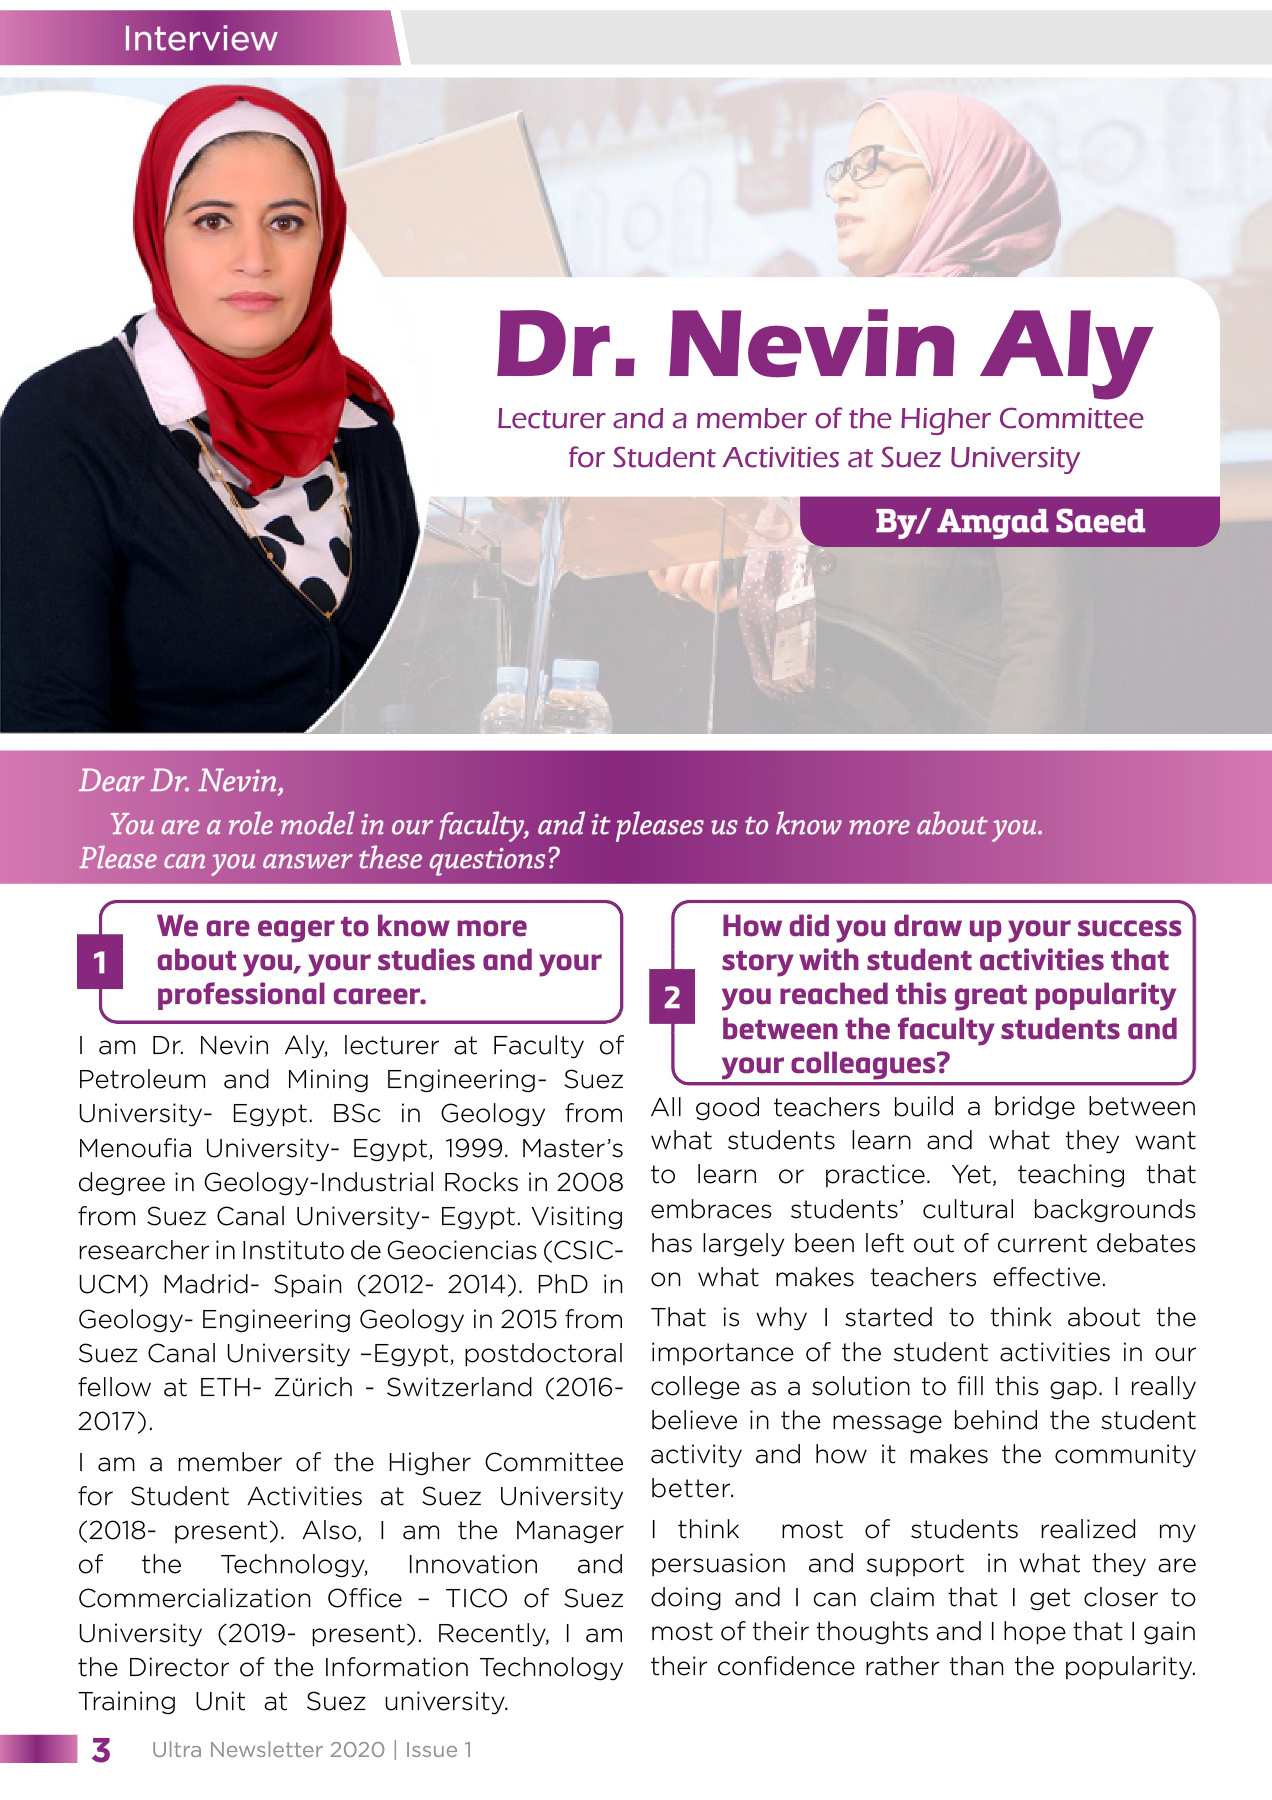 Interview
Dr. Nevin Aly
Lecturer and a member of the Higher Committee
for Student Activities at Suez University
By/ Amgad Saeed
Dear Dr. Nevin,
You are a role model in our faculty, and it pleases us to know more about you.
Please can you answer these questions?
1
We are eager to know more
about you, your studies and your
professional career.
I am Dr. Nevin Aly, lecturer at Faculty of
Petroleum and Mining Engineering- Suez
University- Egypt. BSc in Geology from
Menoufia University- Egypt, 1999. Master’s
degree in Geology-Industrial Rocks in 2008
from Suez Canal University- Egypt. Visiting
researcher in Instituto de Geociencias (CSIC-
UCM) Madrid- Spain (2012- 2014). PhD in
Geology- Engineering Geology in 2015 from
Suez Canal University –Egypt, postdoctoral
fellow at ETH- Zürich - Switzerland (2016-
2017).
I am a member of the Higher Committee
for Student Activities at Suez University
(2018- present). Also, I am the Manager
of the Technology, Innovation and
Commercialization Office – TICO of Suez
University (2019- present). Recently, I am
the Director of the Information Technology
Training Unit at Suez university.
2
How did you draw up your success
story with student activities that
you reached this great popularity
between the faculty students and
your colleagues?
All good teachers build a bridge between
what students learn and what they want
to learn or practice. Yet, teaching that
embraces students’ cultural backgrounds
has largely been left out of current debates
on what makes teachers effective.
That is why I started to think about the
importance of the student activities in our
college as a solution to fill this gap. I really
believe in the message behind the student
activity and how it makes the community
better.
I think most of students realized my
persuasion and support in what they are
doing and I can claim that I get closer to
most of their thoughts and I hope that I gain
their confidence rather than the popularity.
3
Ultra Newsletter 2020 | Issue 1